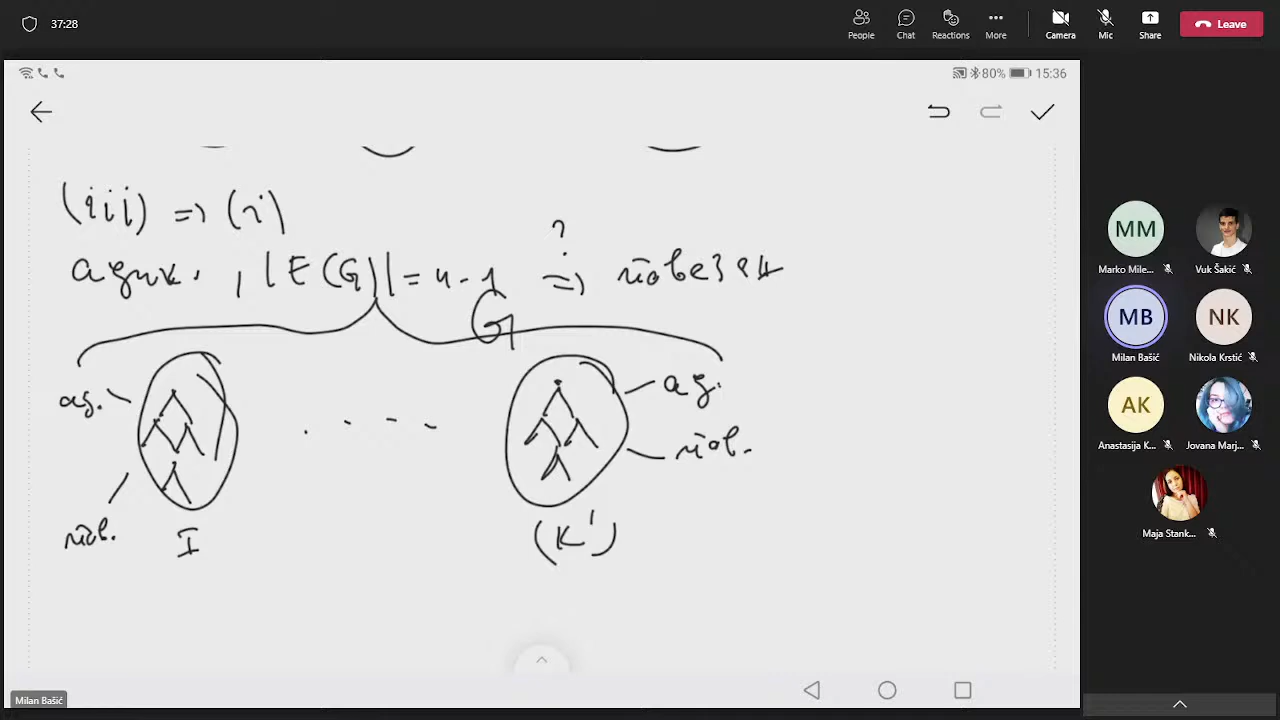 37:28
People Chat Reactions More Camera Mic Share Leave
80% 15:36
(iii) => (i)
ацик. , |E(G)| = n - 1 ?=> повезан
G
ац. ац.
. . . .
пов. пов.
I (K')
MM
Marko Mile...
Vuk Šakić
MB
Milan Bašić
NK
Nikola Krstić
AK
Anastasija K...
Jovana Marj...
Maja Stank...
Milan Bašić